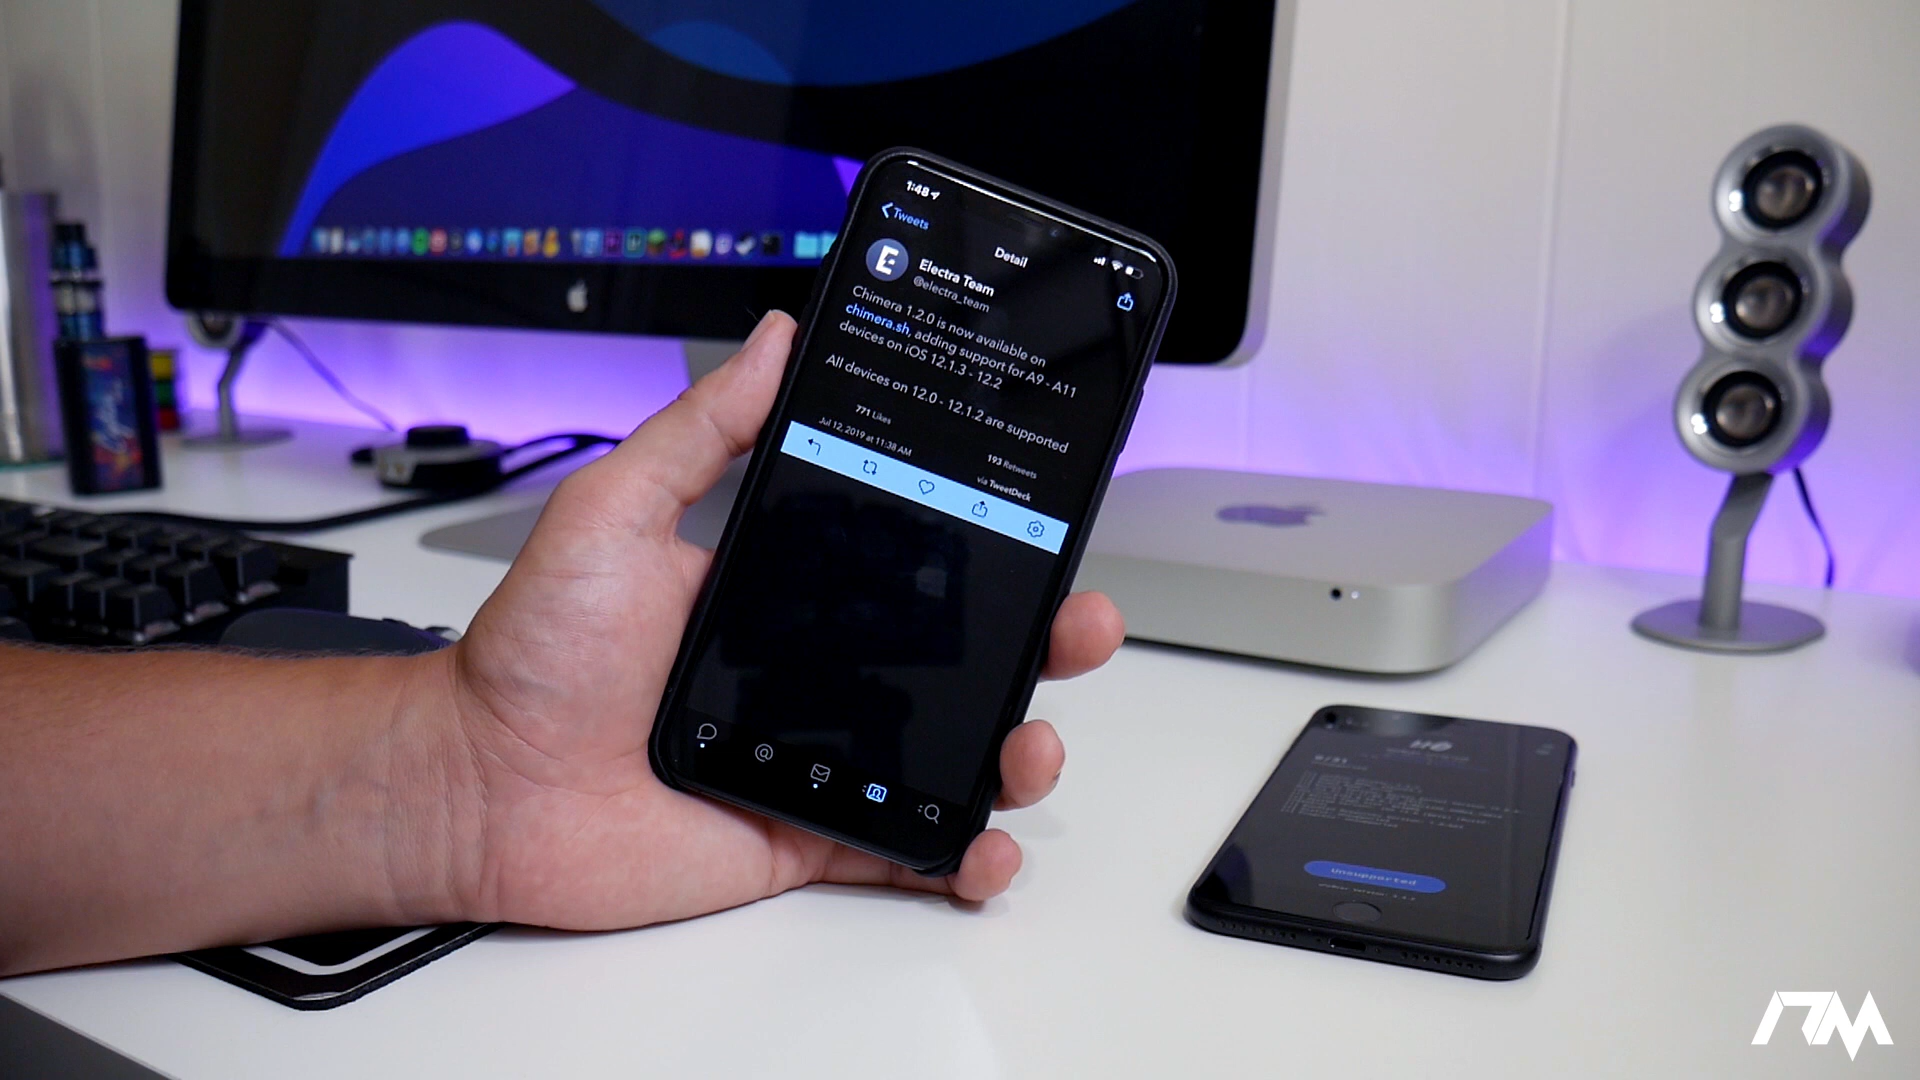 1:48
Tweets
Detail
Electra Team
@electra_team
Chimera 1.2.0 is now available on
chimera.sh, adding support for A9 - A11
devices on iOS 12.1.3 - 12.2
All devices on 12.0 - 12.1.2 are supported
771 Likes
193 Retweets
Jul 12, 2019 at 11:38 AM
via TweetDeck
Unsupported